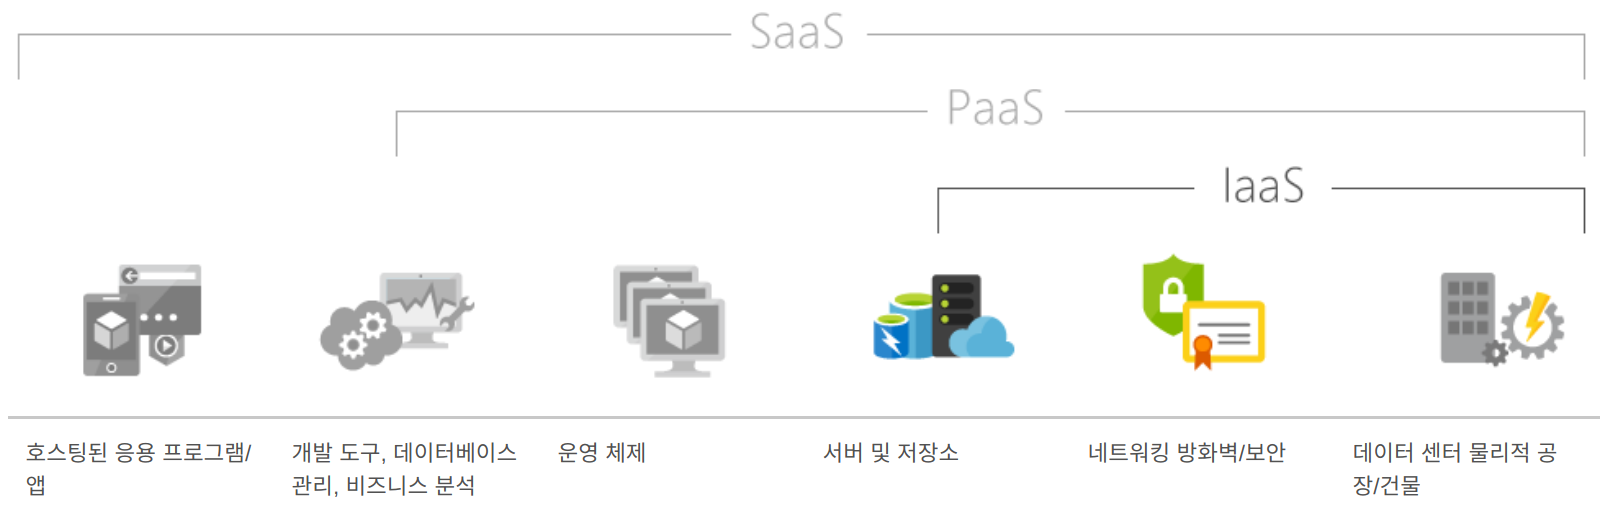 SaaS
PaaS
IaaS
호스팅된 응용 프로그램/
앱
개발 도구, 데이터베이스
관리, 비즈니스 분석
운영 체제
서버 및 저장소
네트워킹 방화벽/보안
데이터 센터 물리적 공
장/건물